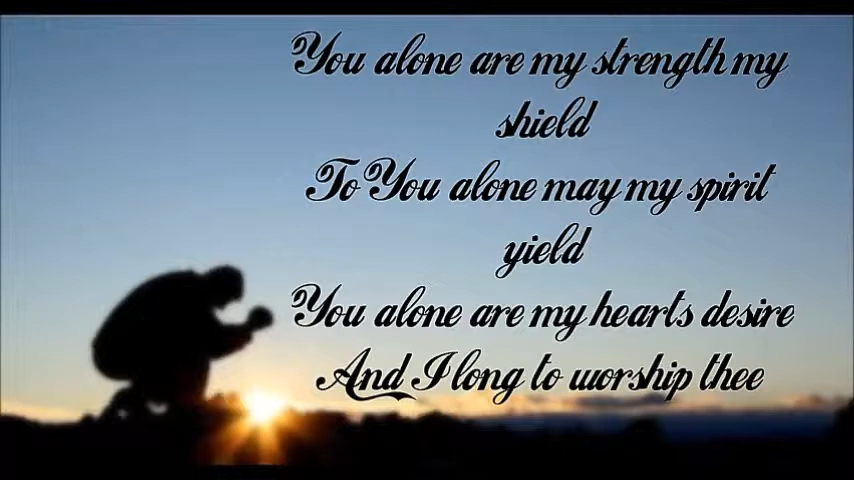 You alone are my strength my
shield
To You alone may my spirit
yield
You alone are my hearts desire
And I long to worship thee